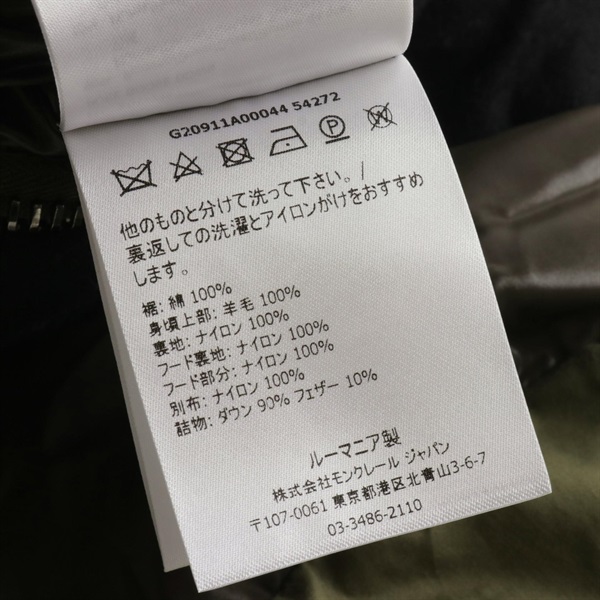 G20911A00044 54272
他のものと分けて洗って下さい。/
裏返しての洗濯とアイロンがけをおすすめ
します。
裾: 綿 100%
身頃上部: 羊毛 100%
裏地: ナイロン 100%
フード裏地: ナイロン 100%
フード部分: ナイロン 100%
別布: ナイロン 100%
詰物: ダウン 90% フェザー 10%
ルーマニア製
株式会社モンクレール ジャパン
〒107-0061 東京都港区北青山3-6-7
03-3486-2110